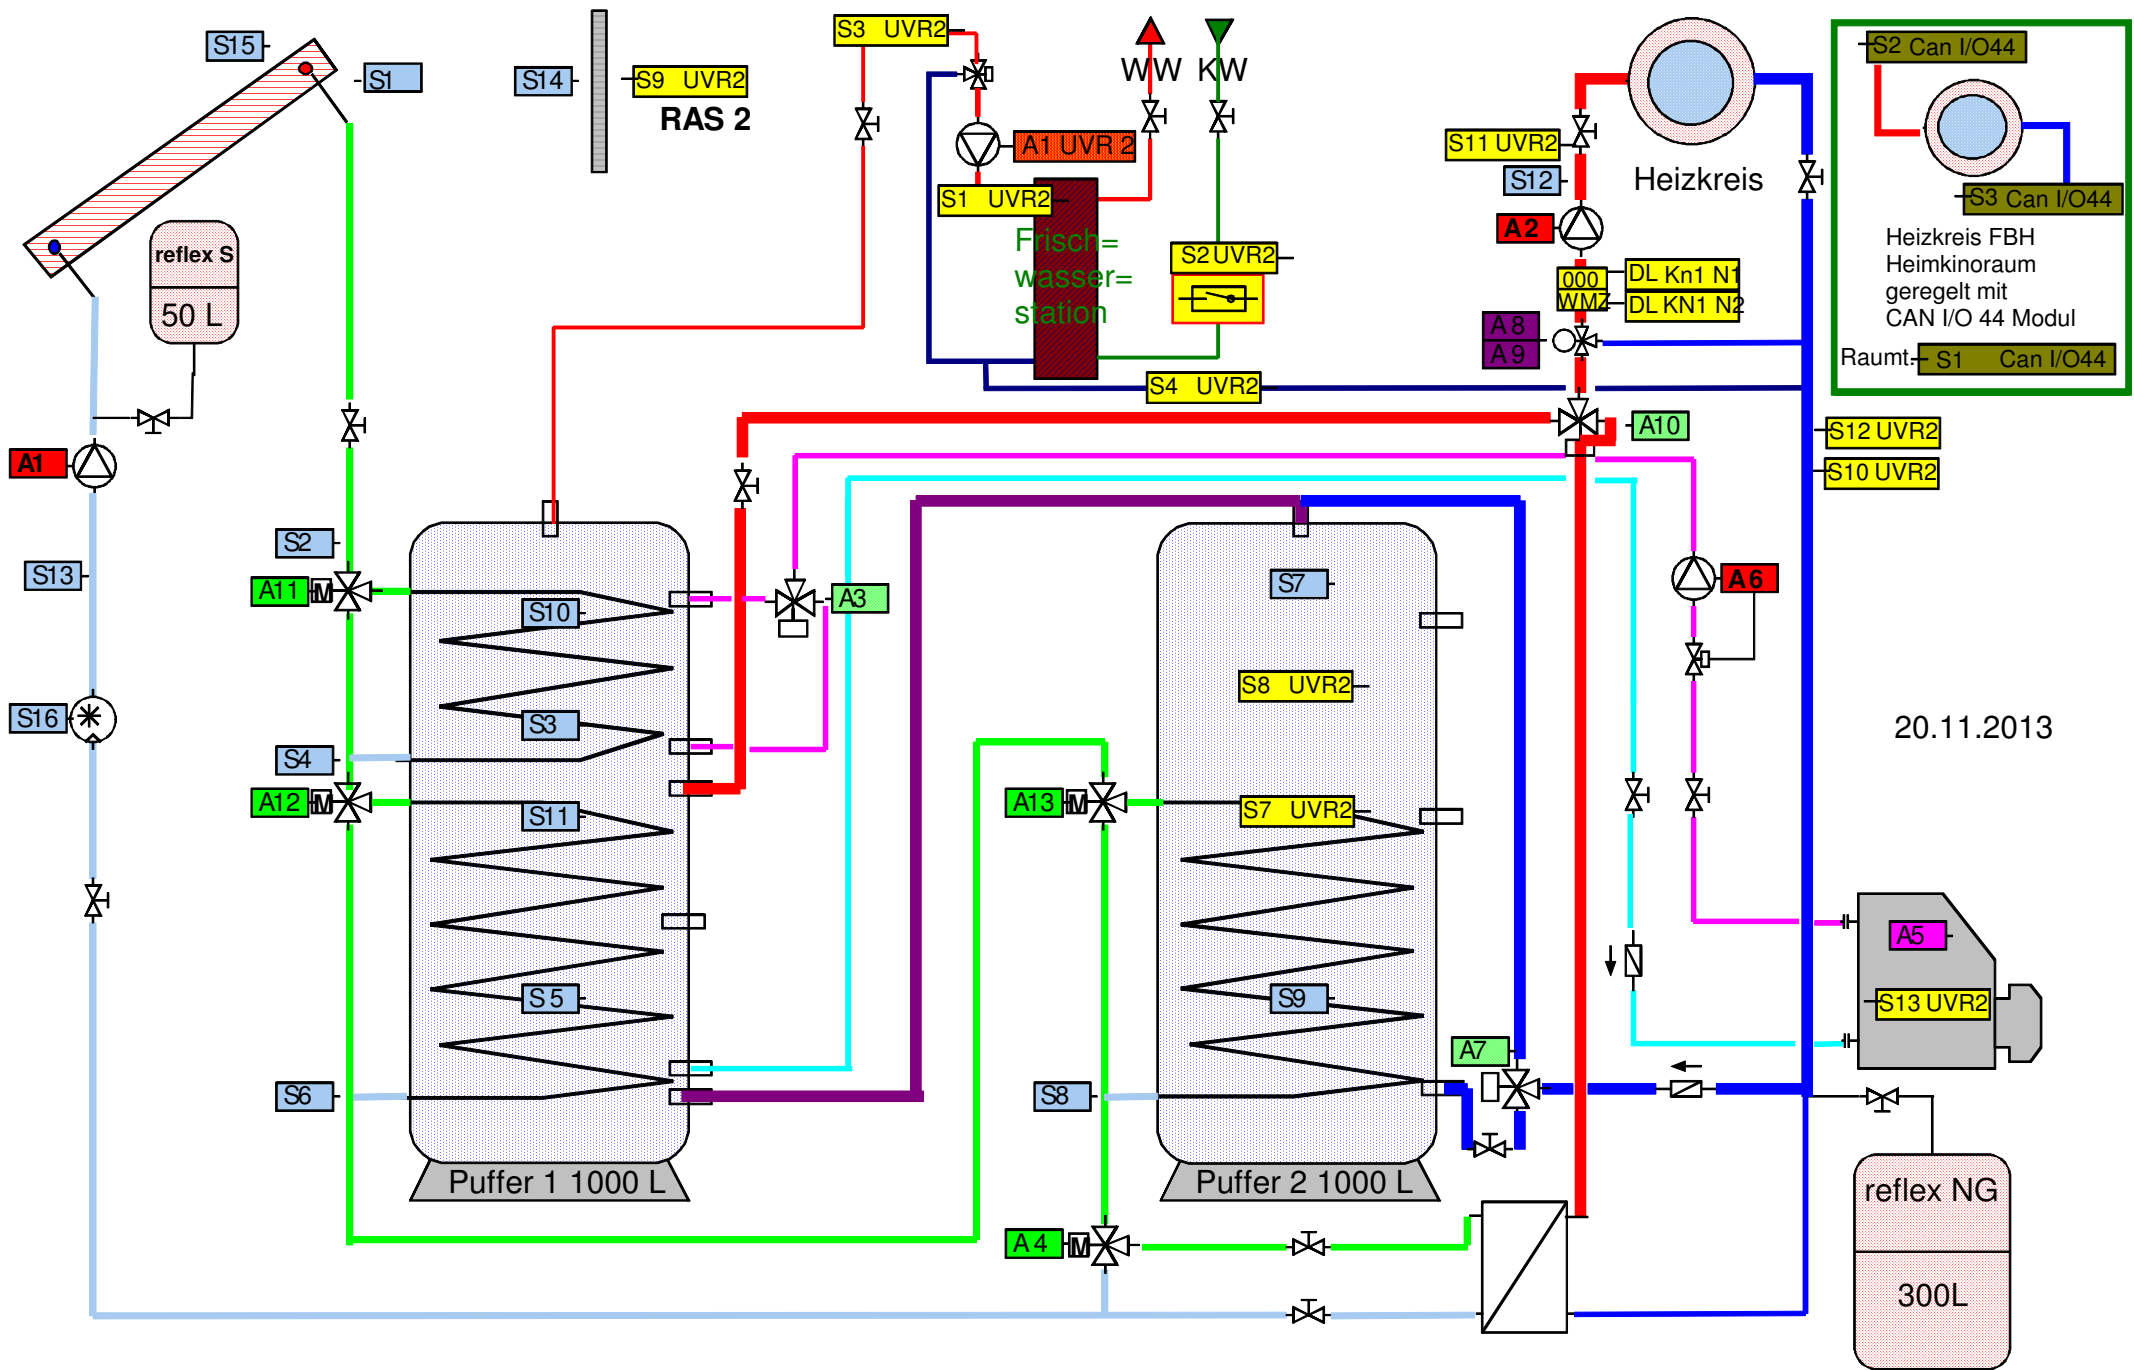 S15
S1
S14
S9 UVR2
RAS 2
S3 UVR2
WW
KW
A1 UVR 2
S1 UVR2
Frisch=
wasser=
station
S2 UVR2
S4 UVR2
S11 UVR2
S12
A2
Heizkreis
000
WMZ
DL Kn1 N1
DL KN1 N2
A8
A9
A10
S2 Can I/O44
S3 Can I/O44
Heizkreis FBH
Heimkinoraum
geregelt mit
CAN I/O 44 Modul
Raumt.
S1 Can I/O44
S12 UVR2
S10 UVR2
reflex S
50 L
A1
S13
S16
S2
A11
M
S4
A12
M
S6
S10
S3
S11
S5
Puffer 1 1000 L
A3
S7
S8 UVR2
A13
M
S7 UVR2
S9
S8
Puffer 2 1000 L
A4
M
A7
A6
20.11.2013
A5
S13 UVR2
reflex NG
300L